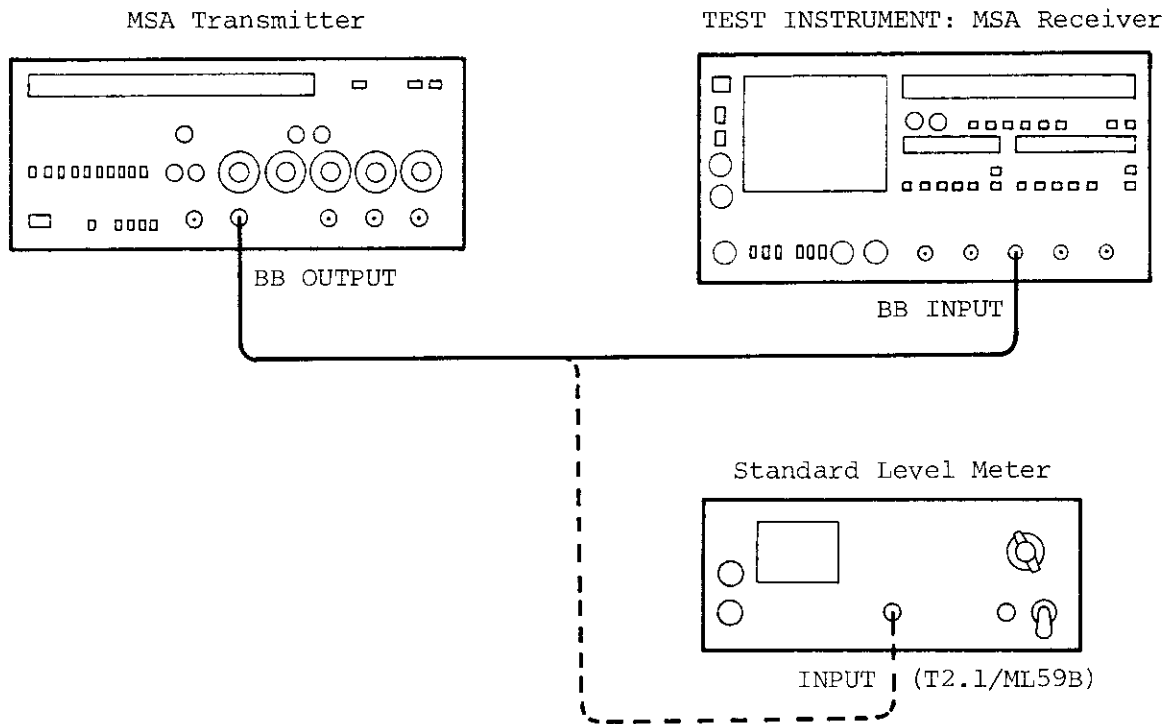 MSA Transmitter
TEST INSTRUMENT: MSA Receiver
BB OUTPUT
BB INPUT
Standard Level Meter
INPUT (T2.1/ML59B)